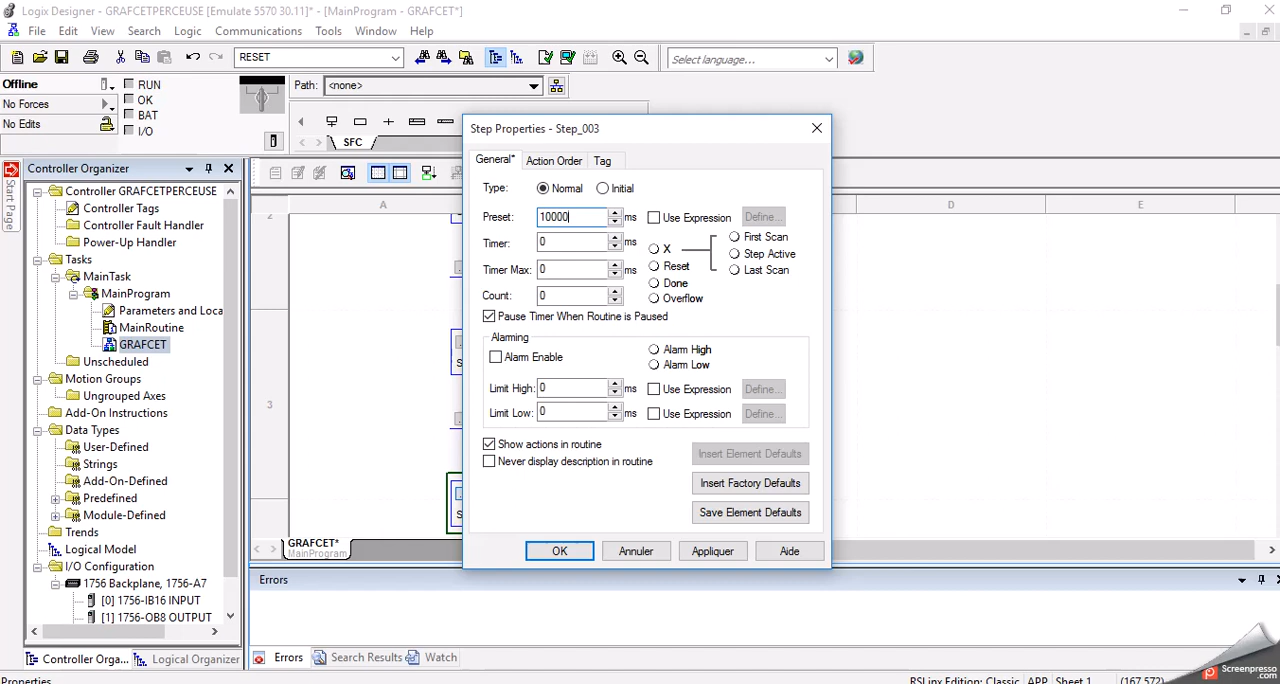 Logix Designer - GRAFCETPERCEUSE [Emulate 5570 30.11]* - [MainProgram - GRAFCET*]
File Edit View Search Logic Communications Tools Window Help
RESET
Select language...
Offline
RUN
No Forces
OK
No Edits
BAT
I/O
Path: <none>
SFC
Start Page
Controller Organizer
Controller GRAFCETPERCEUSE
Controller Tags
Controller Fault Handler
Power-Up Handler
Tasks
MainTask
MainProgram
Parameters and Loca
MainRoutine
GRAFCET
Unscheduled
Motion Groups
Ungrouped Axes
Add-On Instructions
Data Types
User-Defined
Strings
Add-On-Defined
Predefined
Module-Defined
Trends
Logical Model
I/O Configuration
1756 Backplane, 1756-A7
[0] 1756-IB16 INPUT
[1] 1756-OB8 OUTPUT
Controller Orga...
Logical Organizer
A
D
E
2
3
S
S
Step Properties - Step_003
General*
Action Order
Tag
Type: Normal Initial
Preset: 10000 ms Use Expression Define...
Timer: 0 ms
Timer Max: 0 ms
Count: 0
X
Reset
Done
Overflow
First Scan
Step Active
Last Scan
Pause Timer When Routine is Paused
Alarming
Alarm Enable
Alarm High
Alarm Low
Limit High: 0 ms Use Expression Define...
Limit Low: 0 ms Use Expression Define...
Show actions in routine
Never display description in routine
Insert Element Defaults
Insert Factory Defaults
Save Element Defaults
OK Annuler Appliquer Aide
GRAFCET*
MainProgram
Errors
Errors Search Results Watch
Properties
RSLinx Edition: Classic APP Sheet 1 (167,572)
Screenpresso
.com